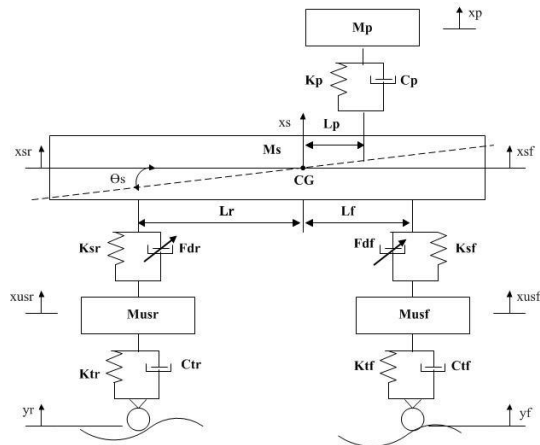 xp
Mp
Kp
Cp
xs
Lp
xsr
Ms
xsf
Өs
CG
Lr
Lf
Ksr
Fdr
Fdf
Ksf
xusr
Musr
Musf
xusf
Ktr
Ctr
Ktf
Ctf
yr
yf